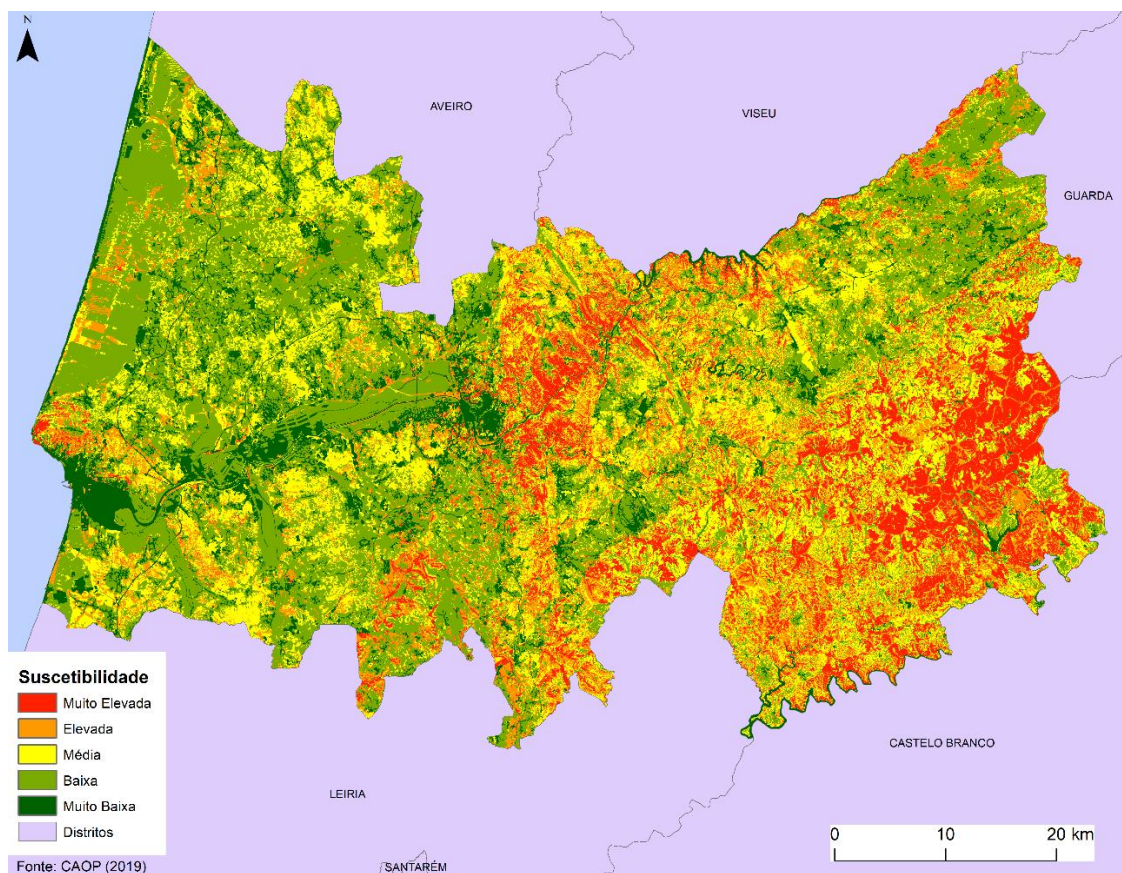 N
AVEIRO
VISEU
GUARDA
Suscetibilidade
Muito Elevada
Elevada
Média
Baixa
Muito Baixa
Distritos
Fonte: CAOP (2019)
LEIRIA
SANTARÉM
CASTELO BRANCO
0 10 20 km